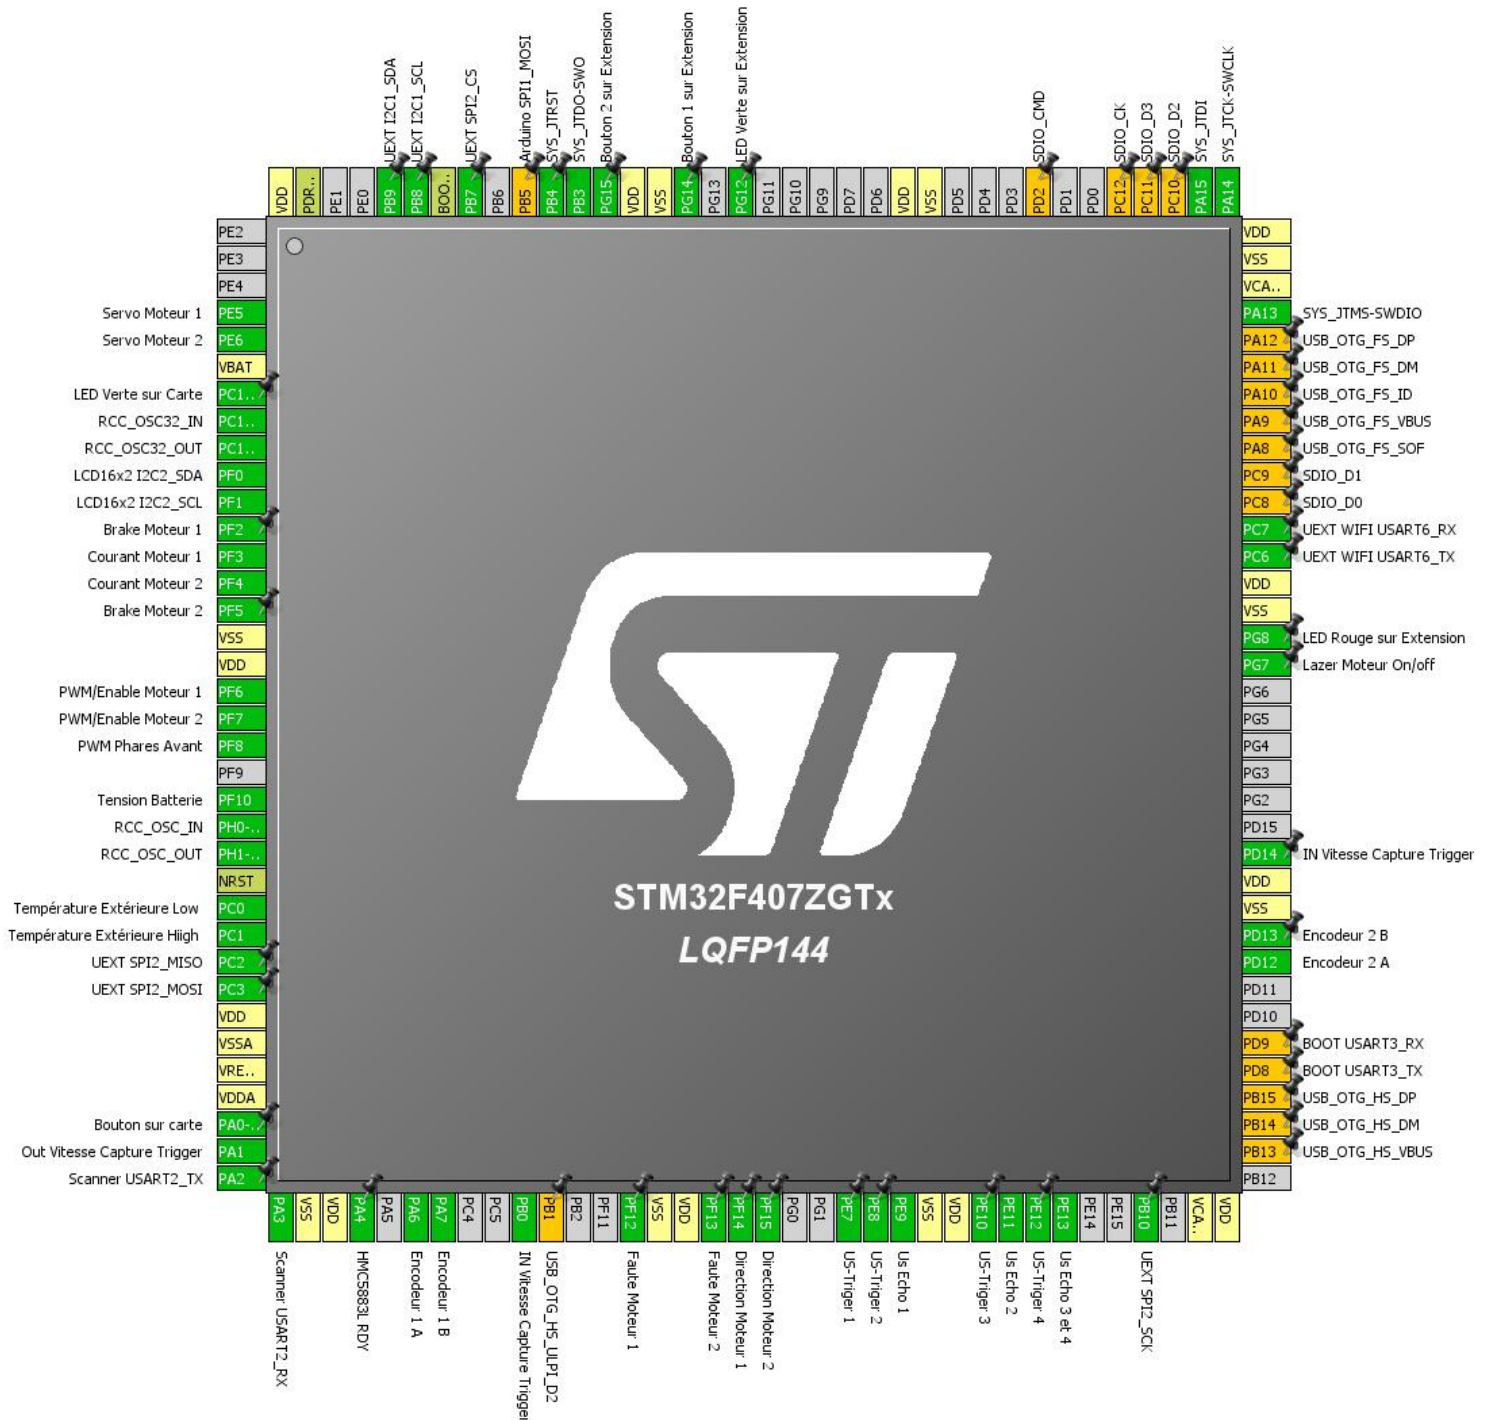 UEXT I2C1_SDA
UEXT I2C1_SCL
UEXT SPI2_CS
Arduino SPI1_MOSI
SYS_JTRST
SYS_JTDO-SWO
Bouton 2 sur Extension
Bouton 1 sur Extension
LED Verte sur Extension
SDIO_CMD
SDIO_CK
SDIO_D3
SDIO_D2
SYS_JTDI
SYS_JTCK-SWCLK
VDD
PDR..
PE1
PE0
PB9
PB8
BOO..
PB7
PB6
PB5
PB4
PB3
PG15
VDD
VSS
PG14
PG13
PG12
PG11
PG10
PG9
PD7
PD6
VDD
VSS
PD5
PD4
PD3
PD2
PD1
PD0
PC12
PC11
PC10
PA15
PA14
PE2
PE3
PE4
Servo Moteur 1 PE5
Servo Moteur 2 PE6
VBAT
LED Verte sur Carte PC1..
RCC_OSC32_IN PC1..
RCC_OSC32_OUT PC1..
LCD16x2 I2C2_SDA PF0
LCD16x2 I2C2_SCL PF1
Brake Moteur 1 PF2
Courant Moteur 1 PF3
Courant Moteur 2 PF4
Brake Moteur 2 PF5
VSS
VDD
PWM/Enable Moteur 1 PF6
PWM/Enable Moteur 2 PF7
PWM Phares Avant PF8
PF9
Tension Batterie PF10
RCC_OSC_IN PH0-..
RCC_OSC_OUT PH1-..
NRST
Température Extérieure Low PC0
Température Extérieure Hiigh PC1
UEXT SPI2_MISO PC2
UEXT SPI2_MOSI PC3
VDD
VSSA
VRE..
VDDA
Bouton sur carte PA0-..
Out Vitesse Capture Trigger PA1
Scanner USART2_TX PA2
STM32F407ZGTx
LQFP144
VDD
VSS
VCA..
PA13 SYS_JTMS-SWDIO
PA12 USB_OTG_FS_DP
PA11 USB_OTG_FS_DM
PA10 USB_OTG_FS_ID
PA9 USB_OTG_FS_VBUS
PA8 USB_OTG_FS_SOF
PC9 SDIO_D1
PC8 SDIO_D0
PC7 UEXT WIFI USART6_RX
PC6 UEXT WIFI USART6_TX
VDD
VSS
PG8 LED Rouge sur Extension
PG7 Lazer Moteur On/off
PG6
PG5
PG4
PG3
PG2
PD15
PD14 IN Vitesse Capture Trigger
VDD
VSS
PD13 Encodeur 2 B
PD12 Encodeur 2 A
PD11
PD10
PD9 BOOT USART3_RX
PD8 BOOT USART3_TX
PB15 USB_OTG_HS_DP
PB14 USB_OTG_HS_DM
PB13 USB_OTG_HS_VBUS
PB12
PA3
VSS
VDD
PA4
PA5
PA6
PA7
PC4
PC5
PB0
PB1
PB2
PF11
PF12
VSS
VDD
PF13
PF14
PF15
PG0
PG1
PE7
PE8
PE9
VSS
VDD
PE10
PE11
PE12
PE13
PE14
PE15
PB10
PB11
VCA..
VDD
Scanner USART2_RX
HMC5883L RDY
Encodeur 1 A
Encodeur 1 B
IN Vitesse Capture Trigger
USB_OTG_HS_ULPI_D2
Faute Moteur 1
Faute Moteur 2
Direction Moteur 1
Direction Moteur 2
US-Triger 1
US-Triger 2
Us Echo 1
US-Triger 3
Us Echo 2
US-Triger 4
Us Echo 3 et 4
UEXT SPI2_SCK